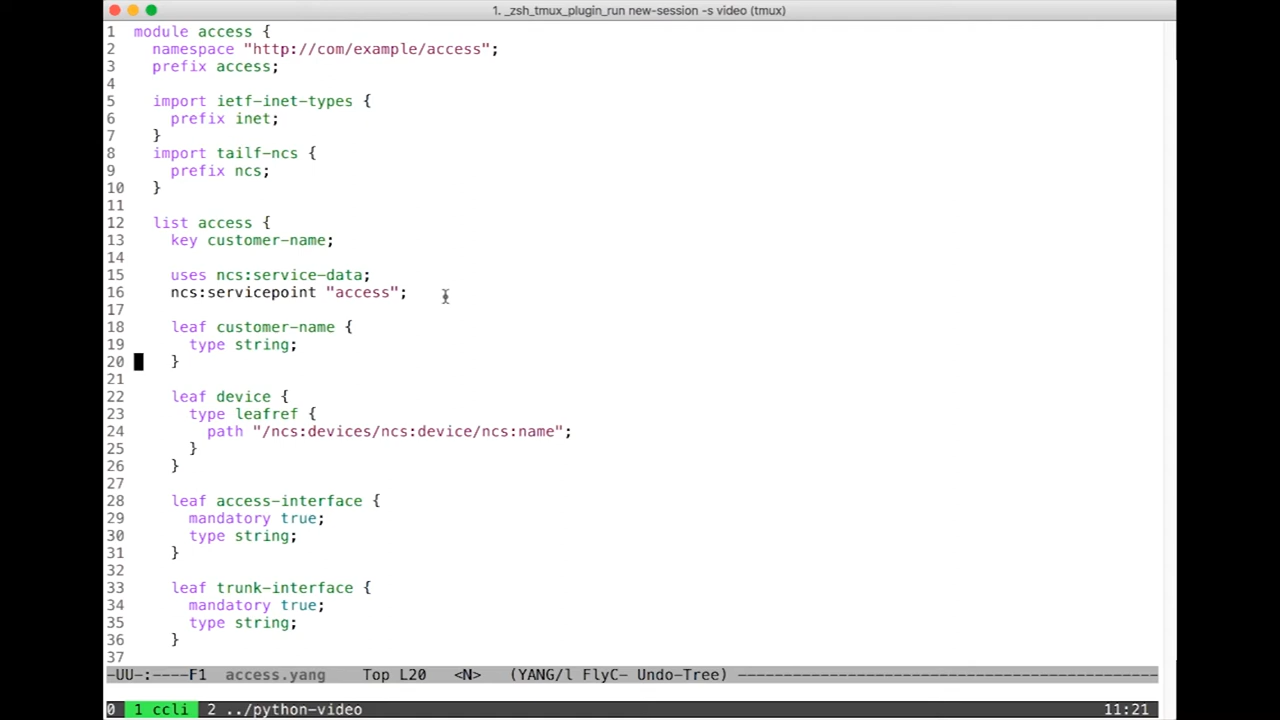 1. _zsh_tmux_plugin_run new-session -s video (tmux)
1 module access {
2   namespace "http://com/example/access";
3   prefix access;
4
5   import ietf-inet-types {
6     prefix inet;
7   }
8   import tailf-ncs {
9     prefix ncs;
10   }
11
12   list access {
13     key customer-name;
14
15     uses ncs:service-data;
16     ncs:servicepoint "access";
17
18     leaf customer-name {
19       type string;
20     }
21
22     leaf device {
23       type leafref {
24         path "/ncs:devices/ncs:device/ncs:name";
25       }
26     }
27
28     leaf access-interface {
29       mandatory true;
30       type string;
31     }
32
33     leaf trunk-interface {
34       mandatory true;
35       type string;
36     }
37
-UU-:----F1  access.yang    Top L20   <N>   (YANG/l FlyC- Undo-Tree) ----------------------------------------------
0  1 ccli  2 ../python-video 11:21